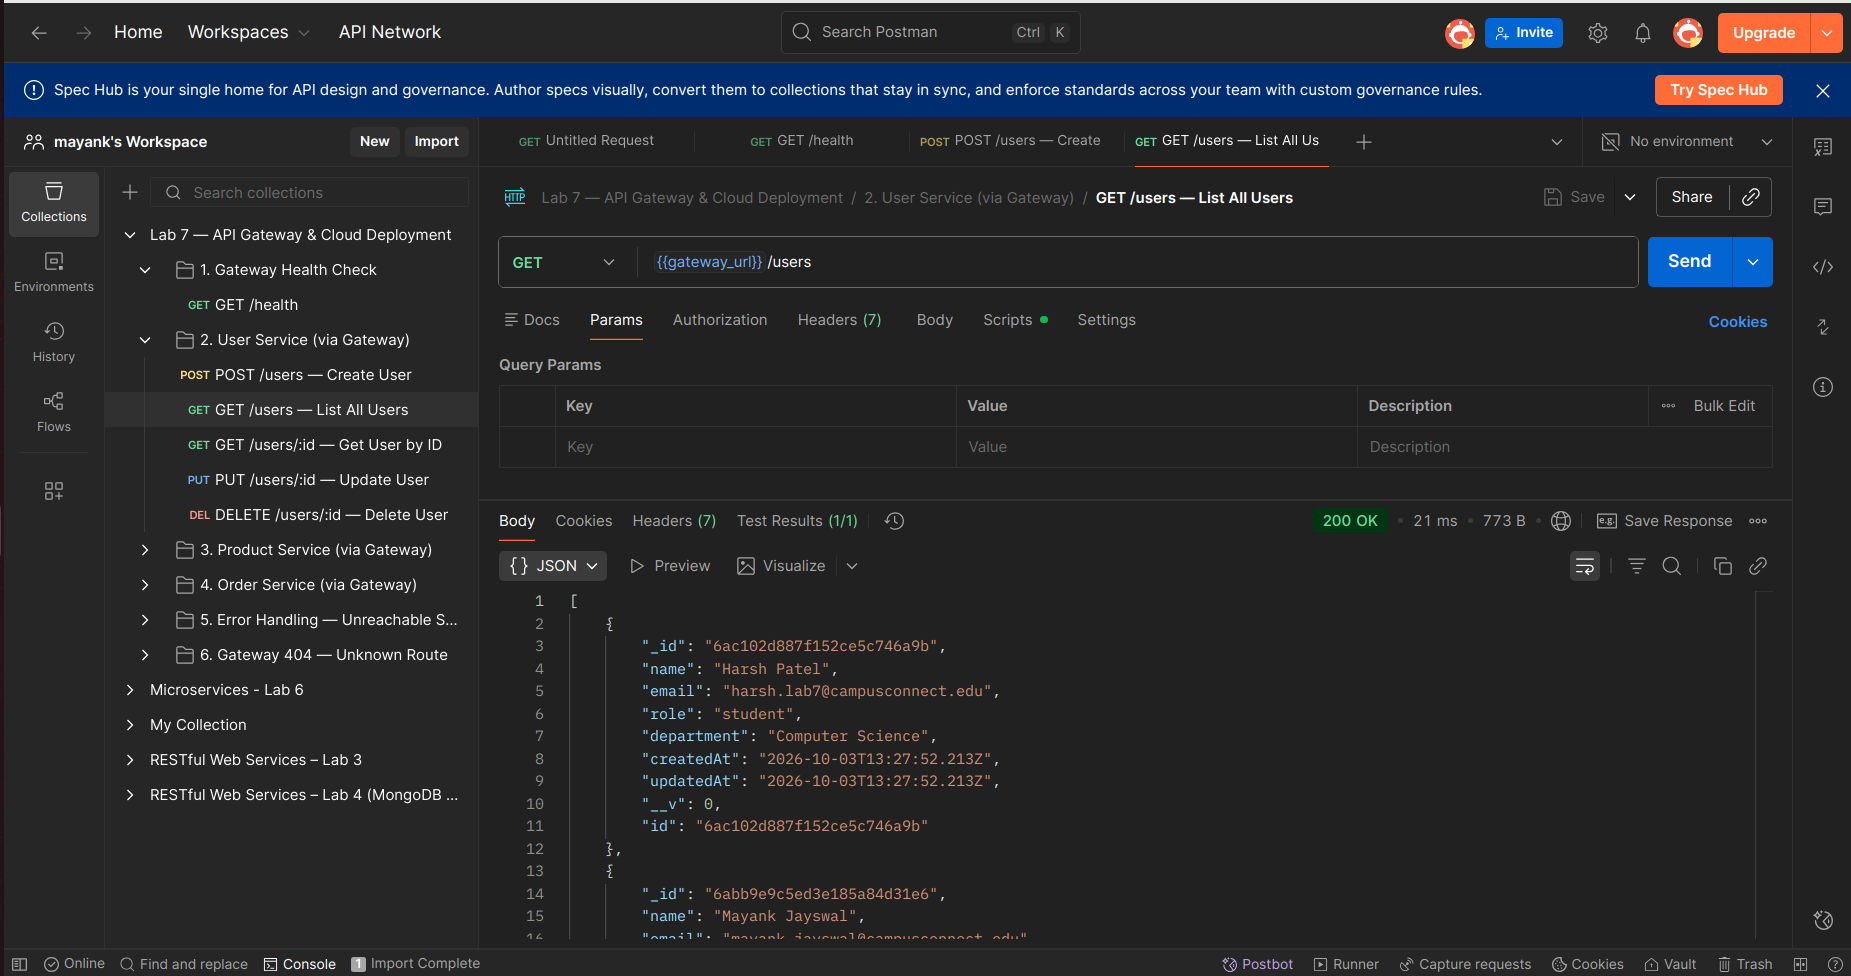 Home Workspaces API Network Search Postman Ctrl K Invite Upgrade
Spec Hub is your single home for API design and governance. Author specs visually, convert them to collections that stay in sync, and enforce standards across your team with custom governance rules. Try Spec Hub
mayank's Workspace New Import
GET Untitled Request GET GET /health POST POST /users — Create GET GET /users — List All Us No environment
Collections
Environments
History
Flows
Search collections
Lab 7 — API Gateway & Cloud Deployment
1. Gateway Health Check
GET GET /health
2. User Service (via Gateway)
POST POST /users — Create User
GET GET /users — List All Users
GET GET /users/:id — Get User by ID
PUT PUT /users/:id — Update User
DEL DELETE /users/:id — Delete User
3. Product Service (via Gateway)
4. Order Service (via Gateway)
5. Error Handling — Unreachable S...
6. Gateway 404 — Unknown Route
Microservices - Lab 6
My Collection
RESTful Web Services – Lab 3
RESTful Web Services – Lab 4 (MongoDB ...
HTTP Lab 7 — API Gateway & Cloud Deployment / 2. User Service (via Gateway) / GET /users — List All Users Save Share
GET {{gateway_url}} /users Send
Docs Params Authorization Headers (7) Body Scripts Settings Cookies
Query Params
Key Value Description Bulk Edit
Key Value Description
Body Cookies Headers (7) Test Results (1/1) 200 OK • 21 ms • 773 B • e.g. Save Response
{} JSON Preview Visualize
1 [
2 {
3 "_id": "6ac102d887f152ce5c746a9b",
4 "name": "Harsh Patel",
5 "email": "harsh.lab7@campusconnect.edu",
6 "role": "student",
7 "department": "Computer Science",
8 "createdAt": "2026-10-03T13:27:52.213Z",
9 "updatedAt": "2026-10-03T13:27:52.213Z",
10 "__v": 0,
11 "id": "6ac102d887f152ce5c746a9b"
12 },
13 {
14 "_id": "6abb9e9c5ed3e185a84d31e6",
15 "name": "Mayank Jayswal",
16 "email": "mayank.jayswal@campusconnect.edu"
Online Find and replace Console 1 Import Complete Postbot Runner Capture requests Cookies Vault Trash